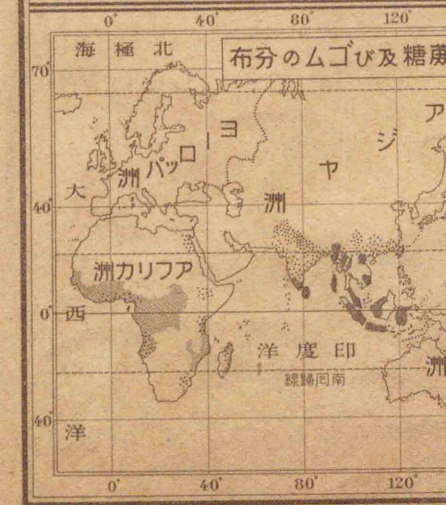 0° 40° 80° 120°
布分のムゴび及糖蔗
海極北
70°
ヨーロッパ洲
アジヤ洲
大西洋
40°
アフリカ洲
0°
洋度印
南囘歸線
洲
40°
0° 40° 80° 120°